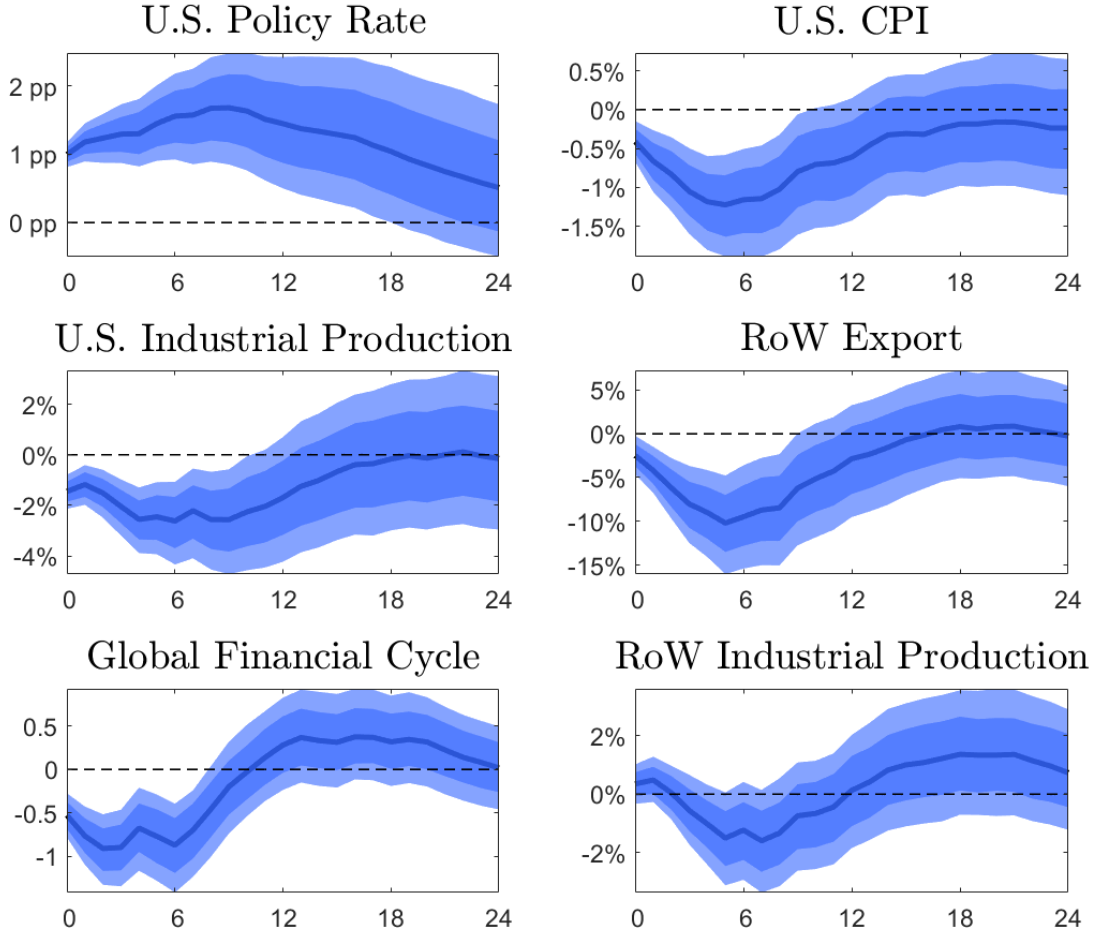 U.S. Policy Rate
2 pp
1 pp
0 pp
0 6 12 18 24
U.S. CPI
0.5%
0%
-0.5%
-1%
-1.5%
0 6 12 18 24
U.S. Industrial Production
2%
0%
-2%
-4%
0 6 12 18 24
RoW Export
5%
0%
-5%
-10%
-15%
0 6 12 18 24
Global Financial Cycle
0.5
0
-0.5
-1
0 6 12 18 24
RoW Industrial Production
2%
0%
-2%
0 6 12 18 24